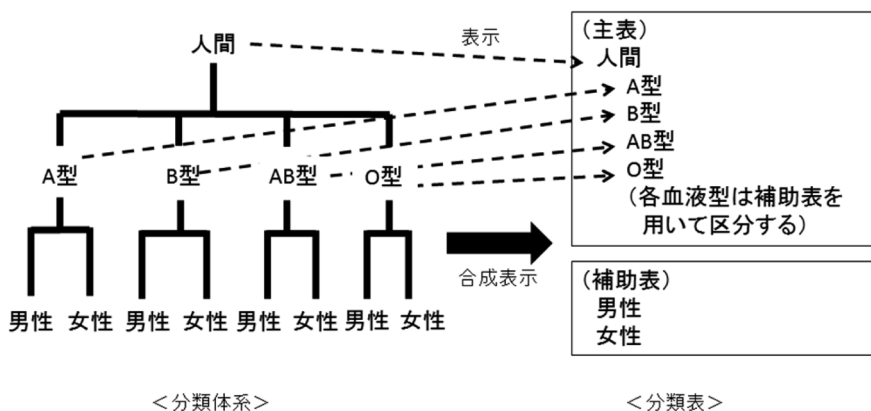 人間
表示
(主表)
人間
A型
B型
AB型
O型
(各血液型は補助表を
用いて区分する)
A型 B型 AB型 O型
合成表示
男性 女性 男性 女性 男性 女性 男性 女性
(補助表)
男性
女性
＜分類体系＞
＜分類表＞